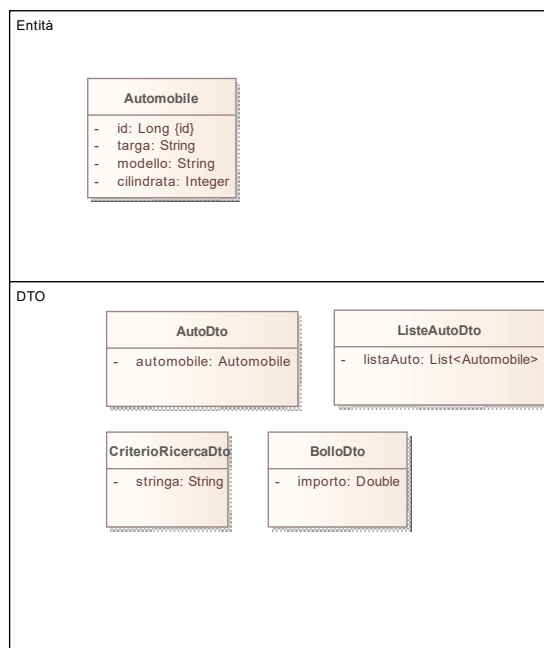 Entità
Automobile
- id: Long {id}
- targa: String
- modello: String
- cilindrata: Integer
DTO
AutoDto
- automobile: Automobile
ListeAutoDto
- listaAuto: List<Automobile>
CriterioRicercaDto
- stringa: String
BolloDto
- importo: Double